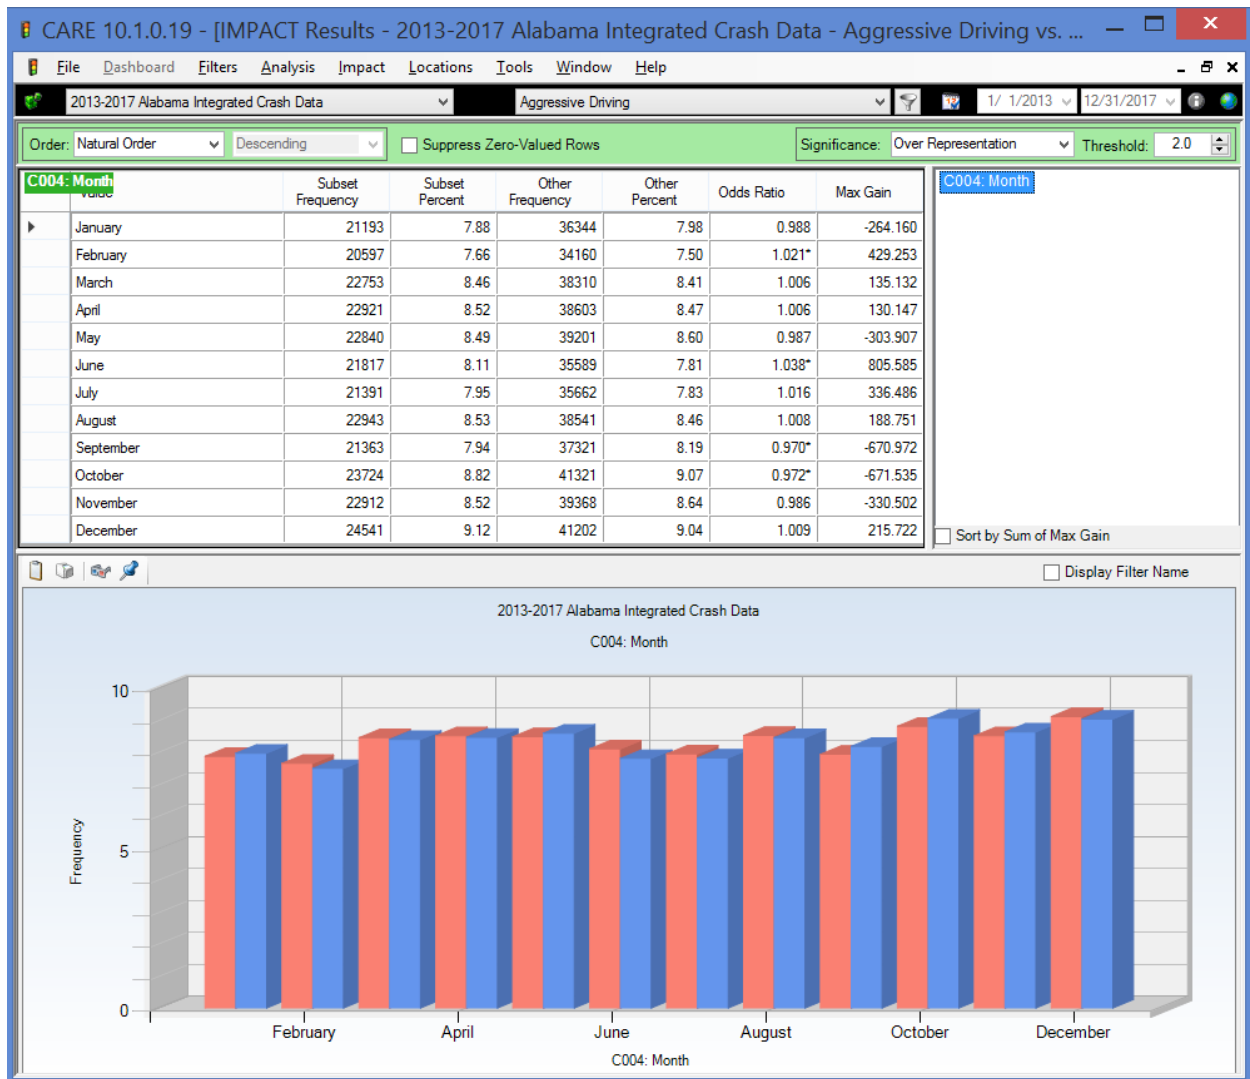 CARE 10.1.0.19 - [IMPACT Results - 2013-2017 Alabama Integrated Crash Data - Aggressive Driving vs. ...
File Dashboard Filters Analysis Impact Locations Tools Window Help
2013-2017 Alabama Integrated Crash Data Aggressive Driving 1/ 1/2013 12/31/2017
Order: Natural Order Descending Suppress Zero-Valued Rows Significance: Over Representation Threshold: 2.0
C004: Month
Value Subset Frequency Subset Percent Other Frequency Other Percent Odds Ratio Max Gain
C004: Month
January 21193 7.88 36344 7.98 0.988 -264.160
February 20597 7.66 34160 7.50 1.021* 429.253
March 22753 8.46 38310 8.41 1.006 135.132
April 22921 8.52 38603 8.47 1.006 130.147
May 22840 8.49 39201 8.60 0.987 -303.907
June 21817 8.11 35589 7.81 1.038* 805.585
July 21391 7.95 35662 7.83 1.016 336.486
August 22943 8.53 38541 8.46 1.008 188.751
September 21363 7.94 37321 8.19 0.970* -670.972
October 23724 8.82 41321 9.07 0.972* -671.535
November 22912 8.52 39368 8.64 0.986 -330.502
December 24541 9.12 41202 9.04 1.009 215.722
Sort by Sum of Max Gain
Display Filter Name
2013-2017 Alabama Integrated Crash Data
C004: Month
10
5
0
Frequency
February April June August October December
C004: Month